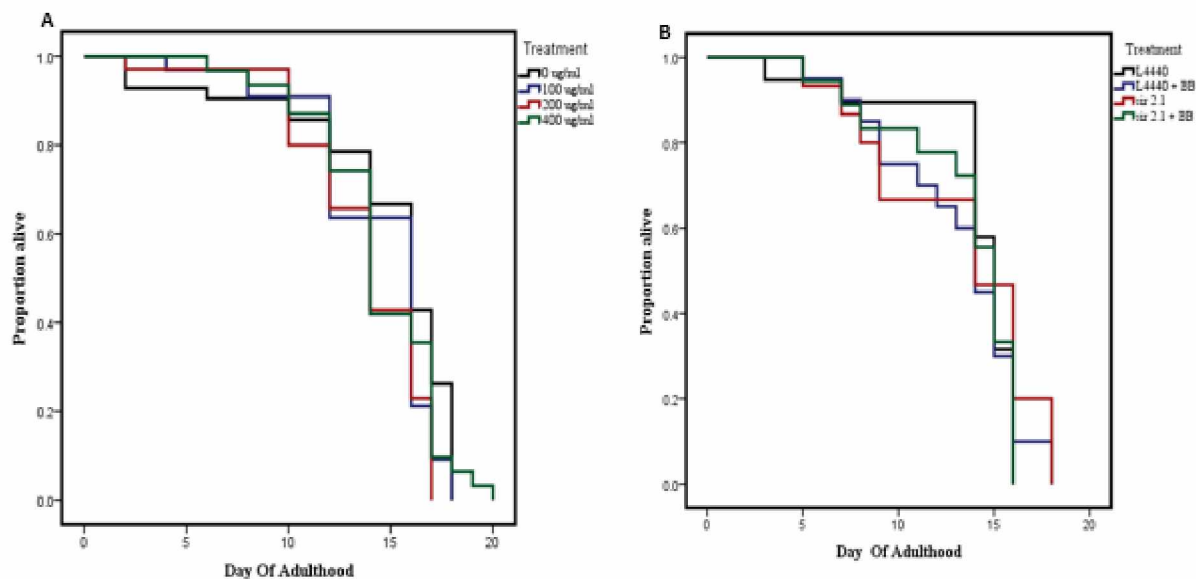 A
Treatment
0 ug/ml
100 ug/ml
200 ug/ml
400 ug/ml
1.0
0.8
0.6
0.4
0.2
0.0
Proportion alive
0
5
10
15
20
Day Of Adulthood
B
Treatment
L4440
L4440 + BB
sir 2.1
sir 2.1 + BB
1.0
0.8
0.6
0.4
0.2
0.0
Proportion alive
0
5
10
15
20
Day Of Adulthood